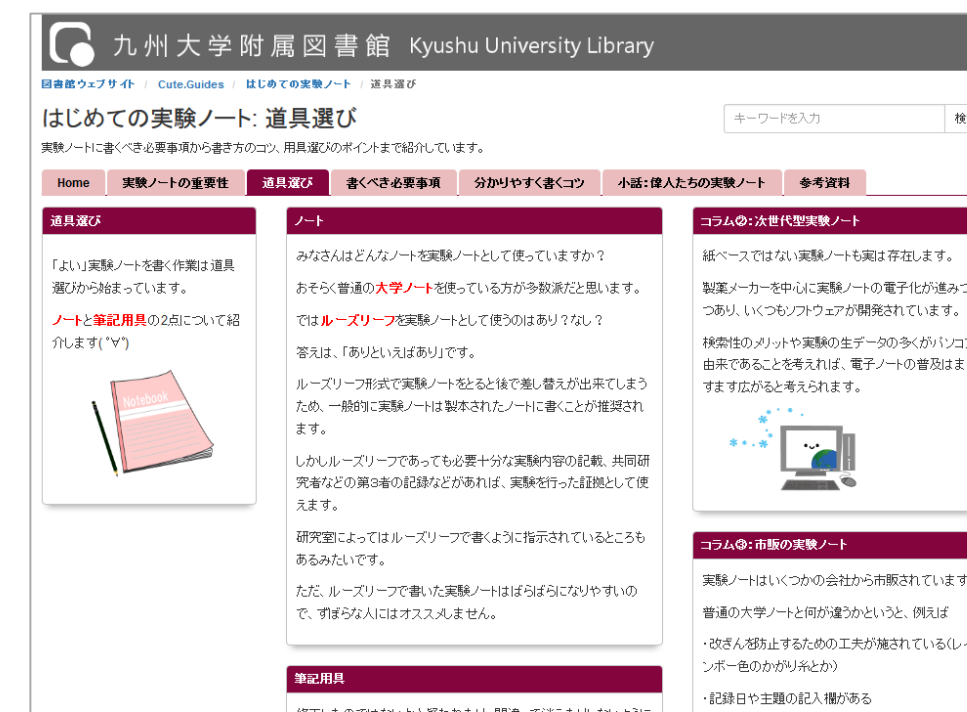 九州大学附属図書館 Kyushu University Library
図書館ウェブサイト / Cute.Guides / はじめての実験ノート / 道具選び
はじめての実験ノート: 道具選び
キーワードを入力
検
実験ノートに書くべき必要事項から書き方のコツ、用具選びのポイントまで紹介しています。
Home 実験ノートの重要性 道具選び 書くべき必要事項 分かりやすく書くコツ 小話:偉人たちの実験ノート 参考資料
道具選び
「よい」実験ノートを書く作業は道具
選びから始まっています。
ノートと筆記用具の2点について紹
介します(°∀°)
Notebook
ノート
みなさんはどんなノートを実験ノートとして使っていますか？
おそらく普通の大学ノートを使っている方が多数派だと思います。
ではルーズリーフを実験ノートとして使うのはあり？なし？
答えは、「ありといえばあり」です。
ルーズリーフ形式で実験ノートをとると後で差し替えが出来てしまう
ため、一般的に実験ノートは製本されたノートに書くことが推奨され
ます。
しかしルーズリーフであっても必要十分な実験内容の記載、共同研
究者などの第3者の記録などがあれば、実験を行った証拠として使
えます。
研究室によってはルーズリーフで書くように指示されているところも
あるみたいです。
ただ、ルーズリーフで書いた実験ノートはばらばらになりやすいの
で、ずぼらな人にはオススメしません。
筆記用具
コラム②:次世代型実験ノート
紙ベースではない実験ノートも実は存在します。
製薬メーカーを中心に実験ノートの電子化が進みつ
つあり、いくつもソフトウェアが開発されています。
検索性のメリットや実験の生データの多くがパソコ
由来であることを考えれば、電子ノートの普及はま
すます広がると考えられます。
コラム③:市販の実験ノート
実験ノートはいくつかの会社から市販されています
普通の大学ノートと何が違うかというと、例えば
・改ざんを防止するための工夫が施されている(レイ
ンボー色のかがり糸とか)
・記録日や主題の記入欄がある